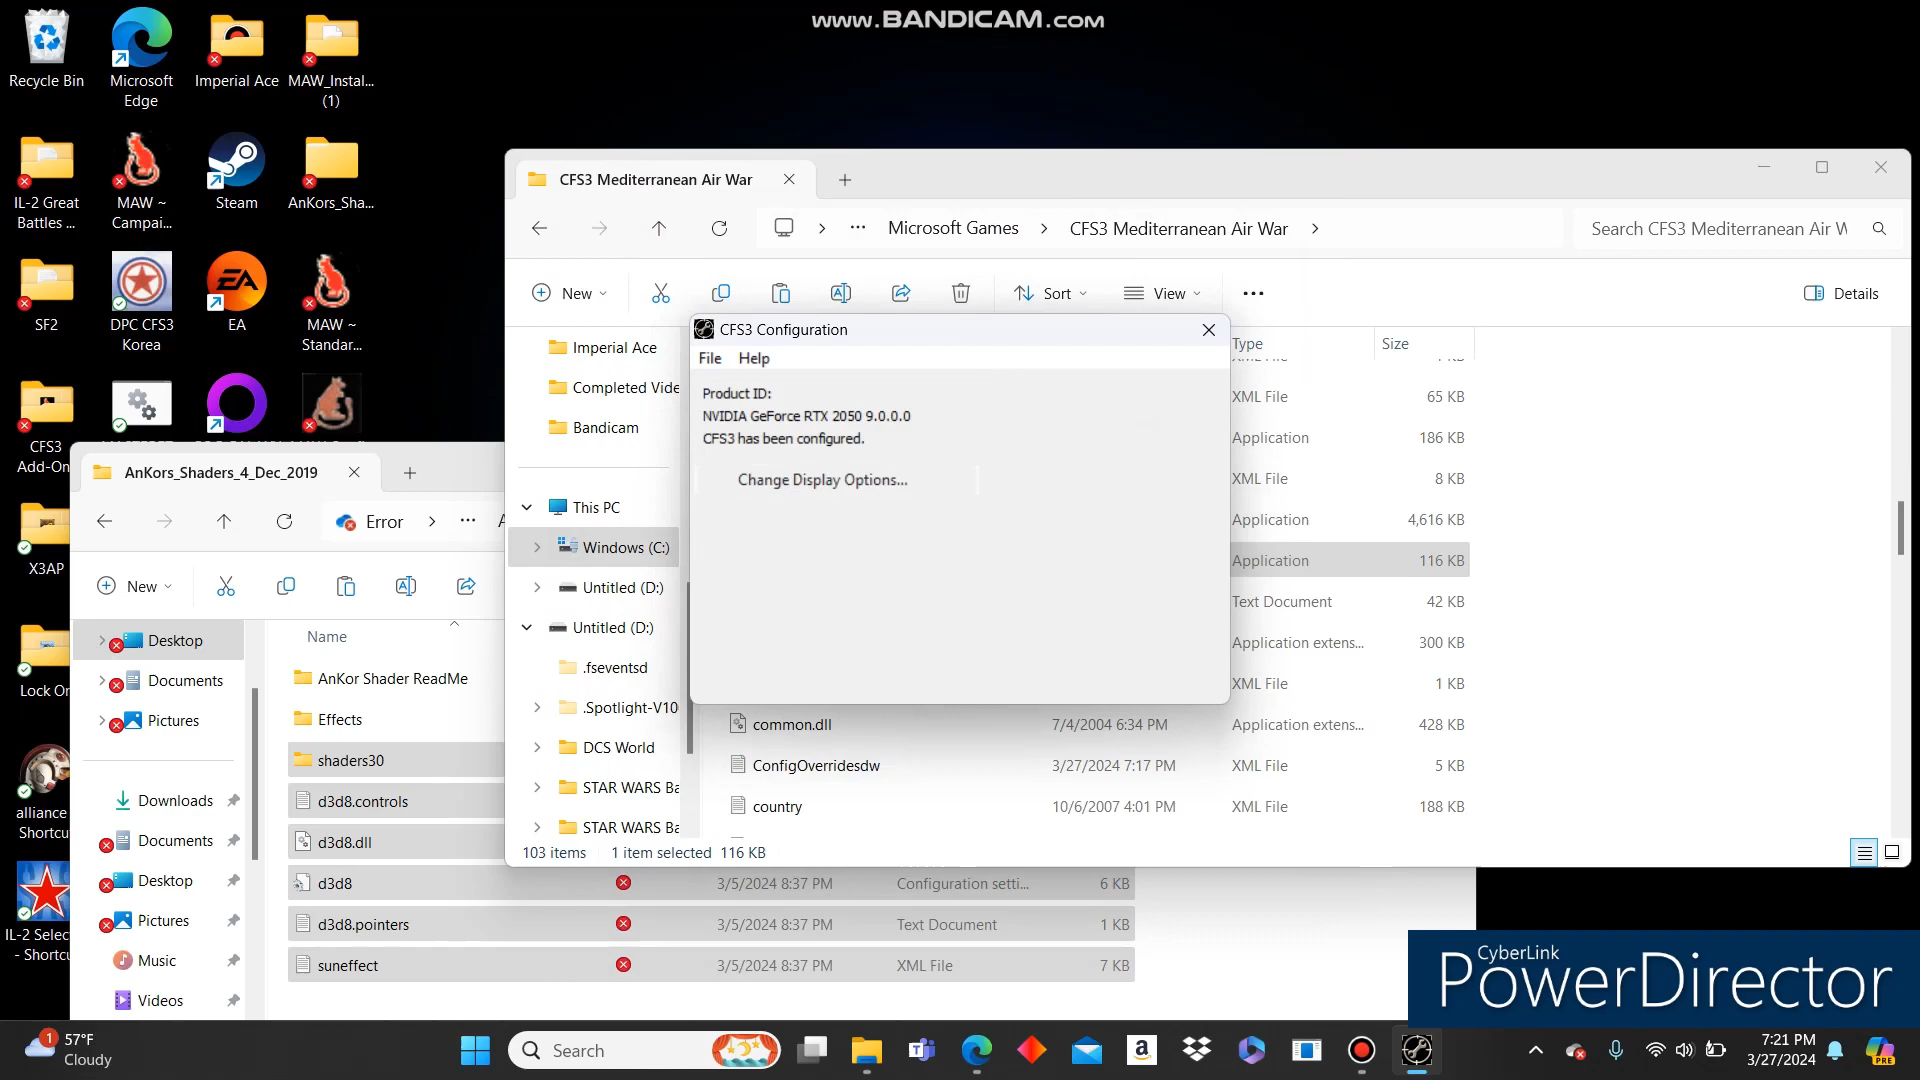 www.BANDICAM.com
Recycle Bin
Microsoft
Edge
Imperial Ace
MAW_Instal...
(1)
IL-2 Great
Battles ...
MAW ~
Campai...
Steam
AnKors_Sha...
SF2
DPC CFS3
Korea
EA
MAW ~
Standar...
CFS3
Add-On
X3AP
Lock On
alliance
Shortcu
IL-2 Selec
- Shortcu
CFS3 Mediterranean Air War
Microsoft Games
CFS3 Mediterranean Air War
Search CFS3 Mediterranean Air W
New
Sort
View
Details
Imperial Ace
Completed Vide
Bandicam
This PC
Windows (C:)
Untitled (D:)
Untitled (D:)
.fseventsd
.Spotlight-V10
DCS World
STAR WARS Ba
STAR WARS Ba
CFS3 Configuration
File
Help
Product ID:
NVIDIA GeForce RTX 2050 9.0.0.0
CFS3 has been configured.
Change Display Options...
Type
Size
XML File 65 KB
Application 186 KB
XML File 8 KB
Application 4,616 KB
Application 116 KB
Text Document 42 KB
Application extens... 300 KB
XML File 1 KB
common.dll 7/4/2004 6:34 PM Application extens... 428 KB
ConfigOverridesdw 3/27/2024 7:17 PM XML File 5 KB
country 10/6/2007 4:01 PM XML File 188 KB
103 items 1 item selected 116 KB
AnKors_Shaders_4_Dec_2019
Error
New
Desktop
Documents
Pictures
Downloads
Documents
Desktop
Pictures
Music
Videos
Name
AnKor Shader ReadMe
Effects
shaders30
d3d8.controls
d3d8.dll
d3d8 3/5/2024 8:37 PM Configuration setti... 6 KB
d3d8.pointers 3/5/2024 8:37 PM Text Document 1 KB
suneffect 3/5/2024 8:37 PM XML File 7 KB
CyberLink
PowerDirector
1
57°F
Cloudy
Search
7:21 PM
3/27/2024
PRE